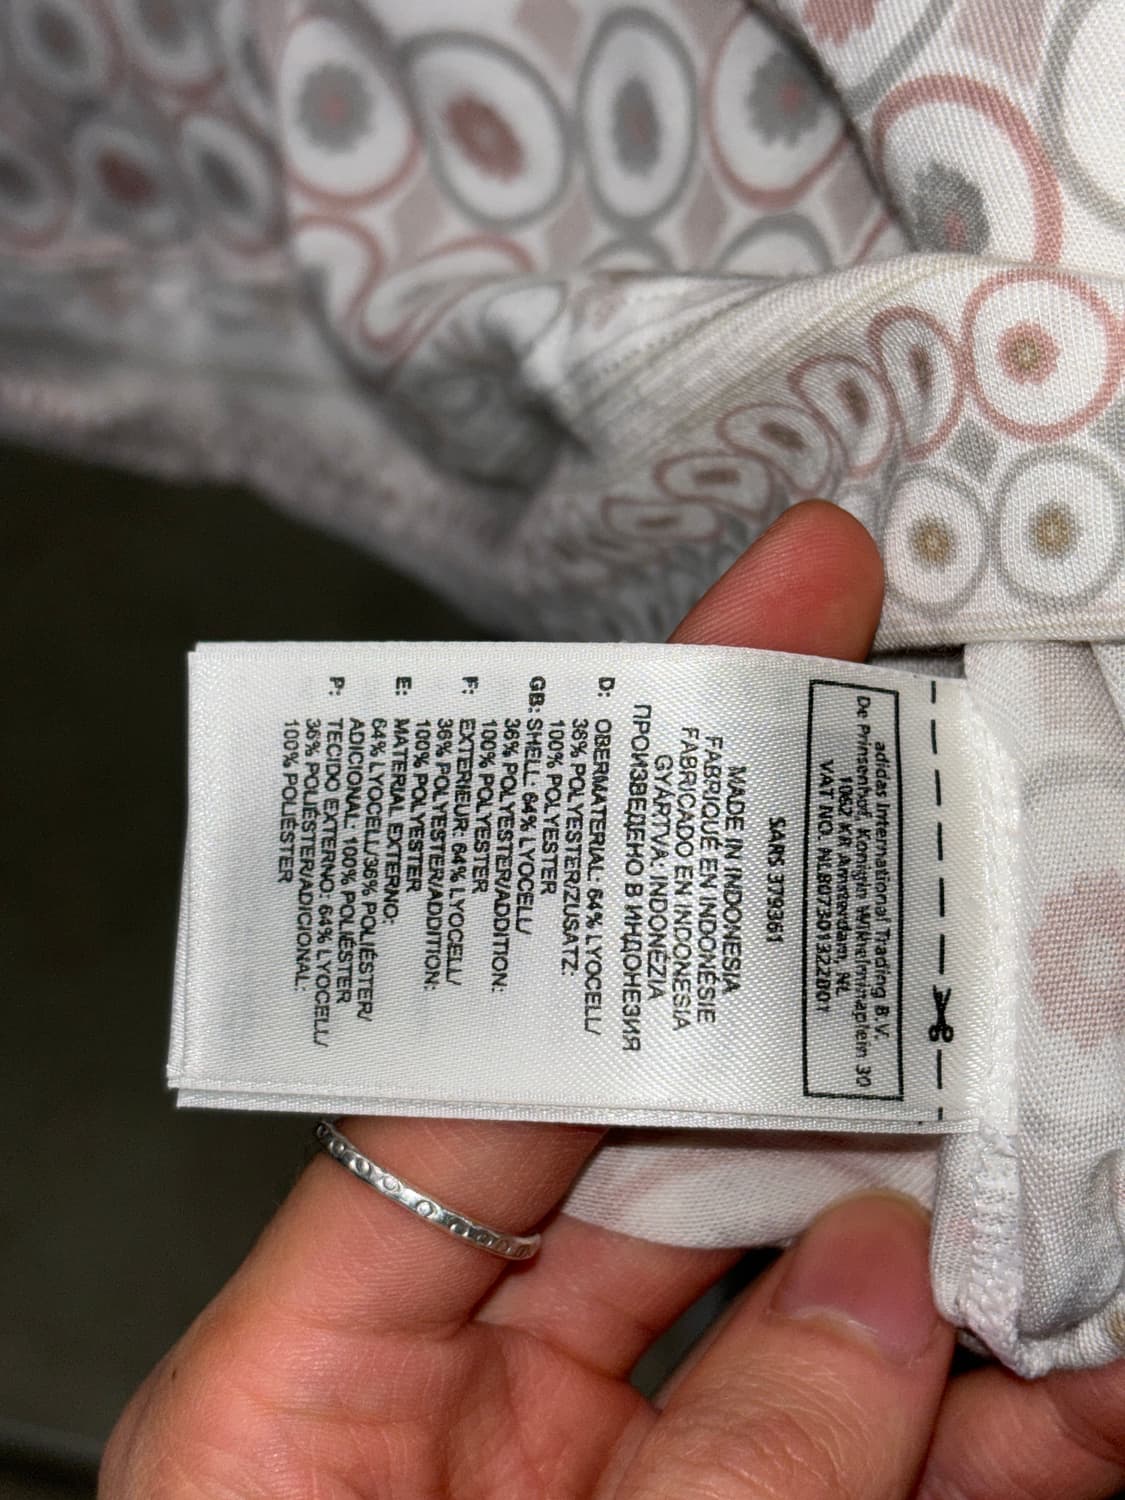 adidas International Trading B.V.
De Prinsenhof, Koningin Wilhelminaplein 30
1062 KR Amsterdam, NL
VAT NO. NL807301322B01
SARS 379361
MADE IN INDONESIA
FABRIQUÉ EN INDONÉSIE
FABRICADO EN INDONESIA
GYÁRTVA: INDONÉZIA
ПРОИЗВЕДЕНО В ИНДОНЕЗИЯ
D: OBERMATERIAL: 64% LYOCELL/
36% POLYESTER/ZUSATZ:
100% POLYESTER
GB: SHELL: 64% LYOCELL/
36% POLYESTER/ADDITION:
100% POLYESTER
F: EXTERIEUR: 64% LYOCELL/
36% POLYESTER/ADDITION:
100% POLYESTER
E: MATERIAL EXTERNO:
64% LYOCELL/36% POLIÉSTER/
ADICIONAL: 100% POLIÉSTER
P: TECIDO EXTERNO: 64% LYOCELL/
36% POLIÉSTER/ADICIONAL:
100% POLIÉSTER